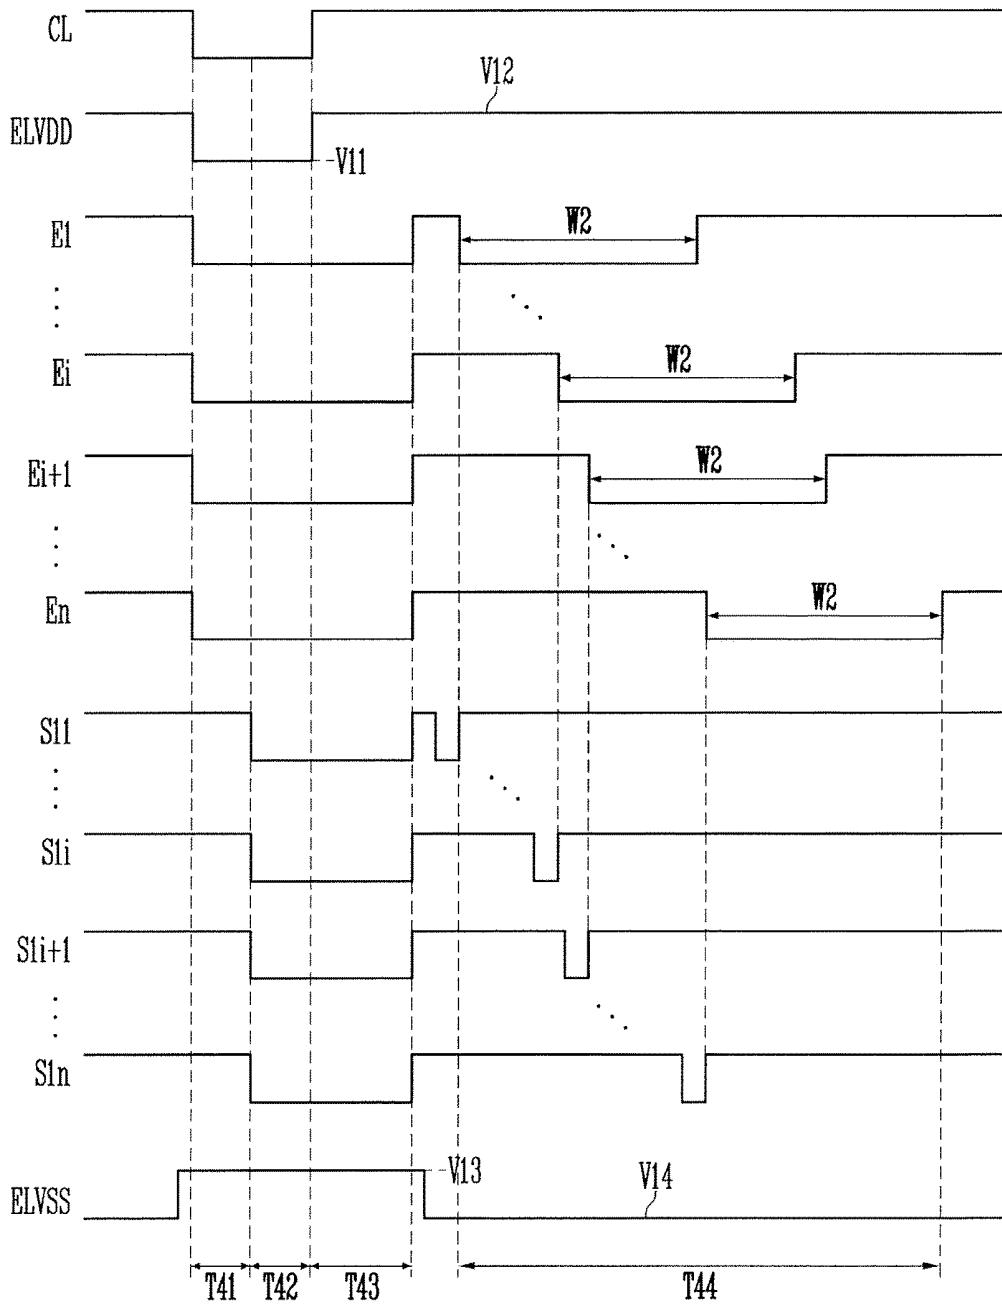 CL
V12
ELVDD
V11
E1
W2
Ei
W2
Ei+1
W2
En
W2
S11
S1i
S1i+1
S1n
V13
ELVSS
V14
T41 T42 T43 T44